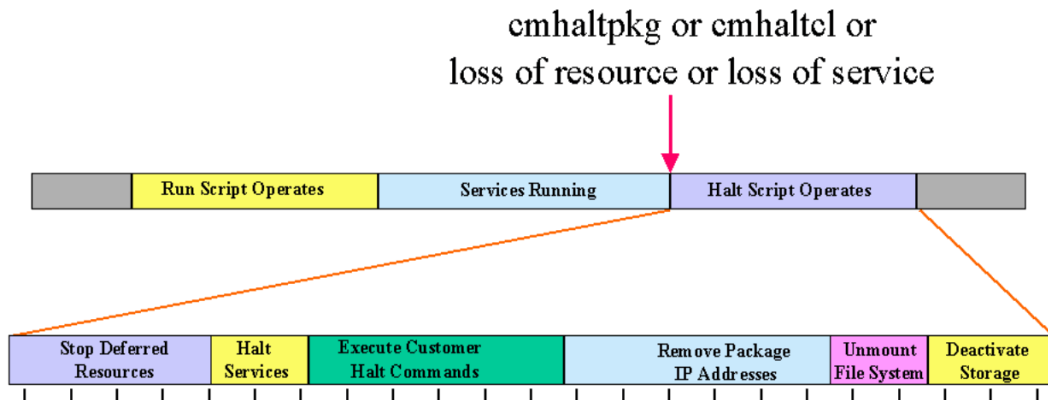 cmhaltpkg or cmhaltcl or
loss of resource or loss of service
Run Script Operates
Services Running
Halt Script Operates
Stop Deferred
Resources
Halt
Services
Execute Customer
Halt Commands
Remove Package
IP Addresses
Unmount
File System
Deactivate
Storage